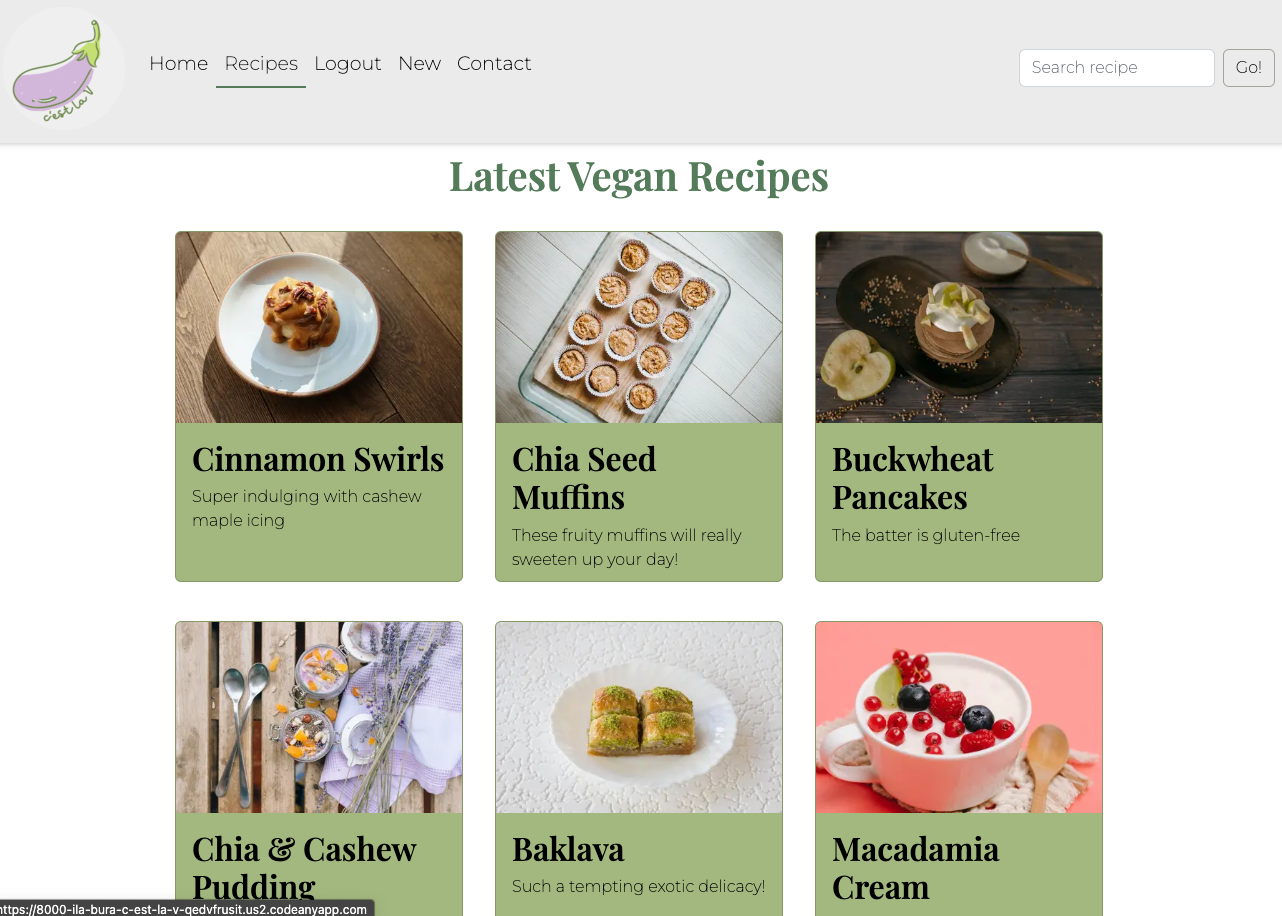 c'est la V
Home Recipes Logout New Contact
Search recipe Go!
Latest Vegan Recipes
Cinnamon Swirls
Super indulging with cashew
maple icing
Chia Seed
Muffins
These fruity muffins will really
sweeten up your day!
Buckwheat
Pancakes
The batter is gluten-free
Chia & Cashew
Pudding
Baklava
Such a tempting exotic delicacy!
Macadamia
Cream
https://8000-ila-bura-c-est-la-v-qedvfrusit.us2.codeanyapp.com